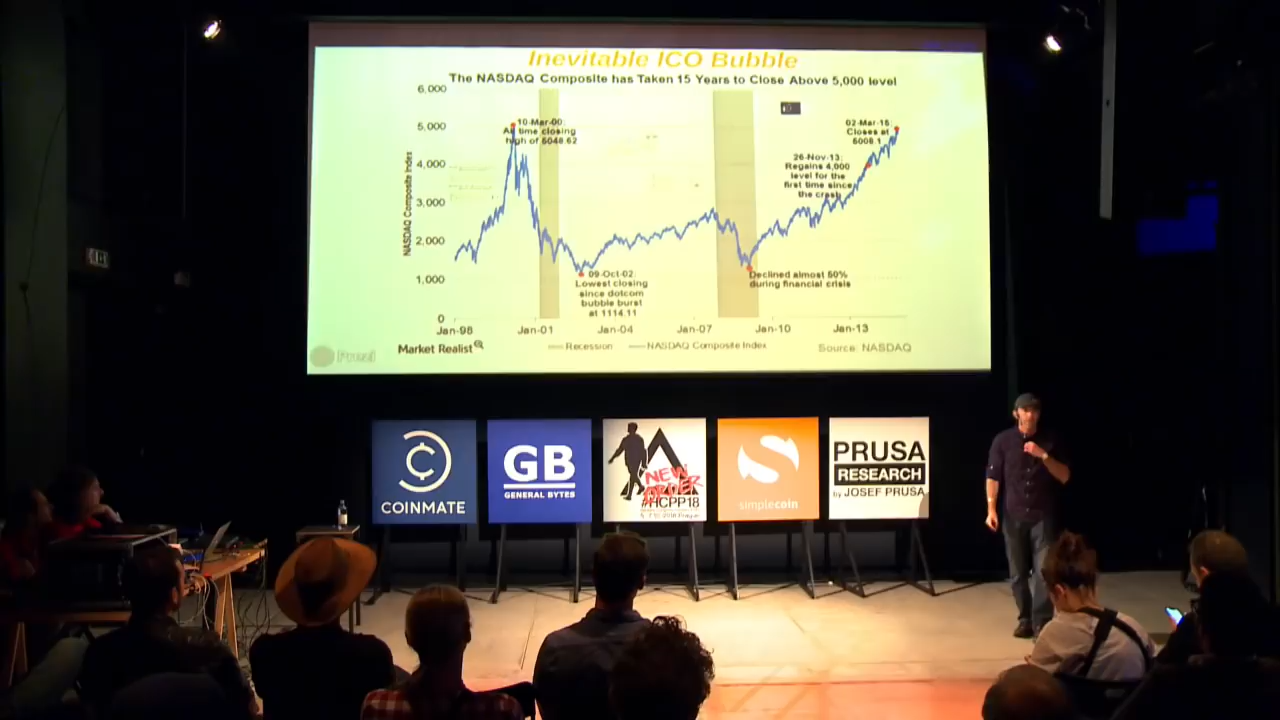 Inevitable ICO Bubble
The NASDAQ Composite has Taken 15 Years to Close Above 5,000 level
6,000
5,000
4,000
3,000
2,000
1,000
0
NASDAQ Composite Index
10-Mar-00:
All time closing
high of 5048.62
09-Oct-02:
Lowest closing
since dotcom
bubble burst
at 1114.11
Declined almost 50%
during financial crisis
26-Nov-13:
Regains 4,000
level for the
first time since
the crash
02-Mar-15:
Closes at
5008.1
Jan-98
Jan-01
Jan-04
Jan-07
Jan-10
Jan-13
Market Realist
Recession
NASDAQ Composite Index
Source: NASDAQ
Prezi
COINMATE
GB
GENERAL BYTES
NEW
ORDER
#HCPP18
simplecoin
PRUSA
RESEARCH
by JOSEF PRUSA